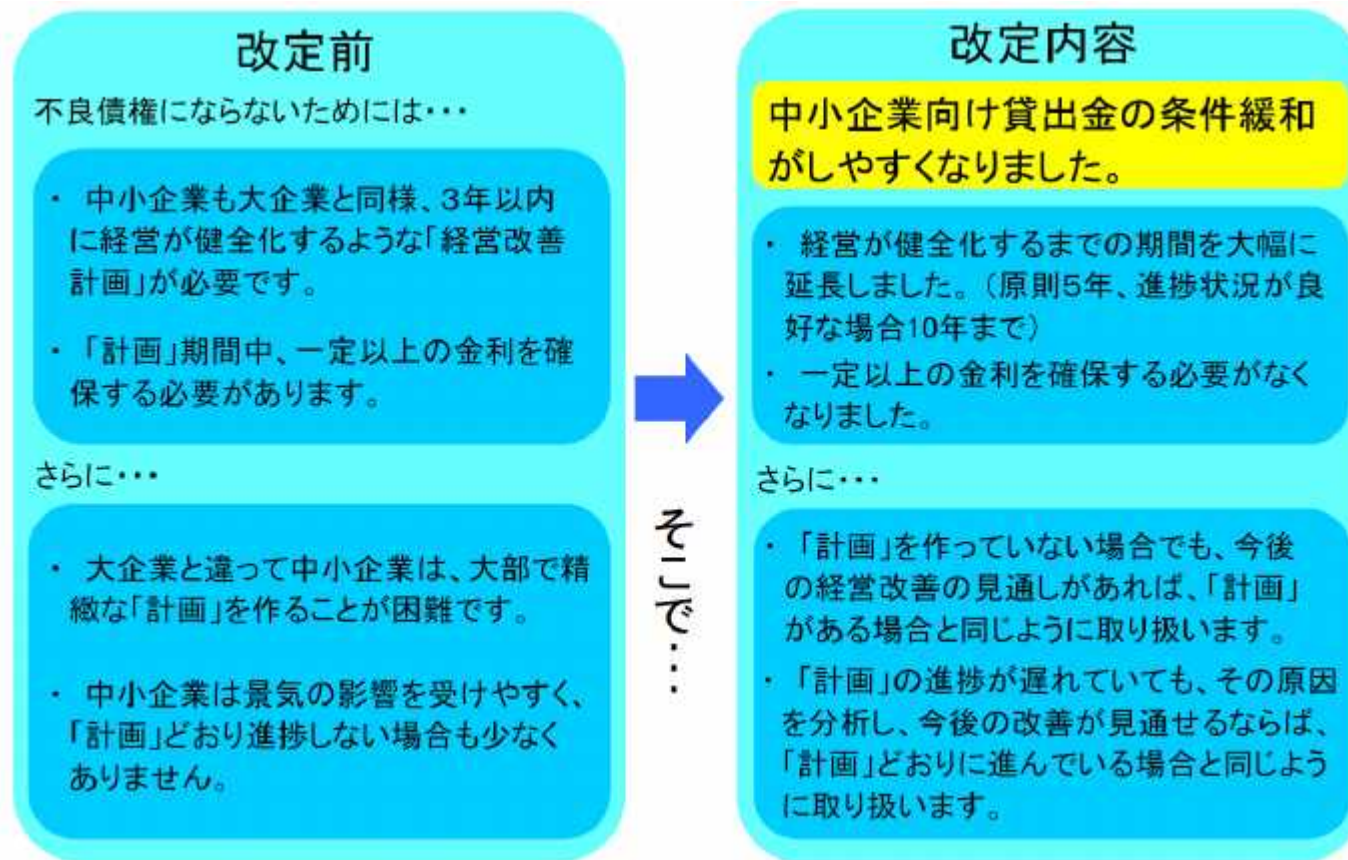 改定前
不良債権にならないためには・・・
・ 中小企業も大企業と同様、3年以内
に経営が健全化するような「経営改善
計画」が必要です。
・ 「計画」期間中、一定以上の金利を確
保する必要があります。
さらに・・・
・ 大企業と違って中小企業は、大部で精
緻な「計画」を作ることが困難です。
・ 中小企業は景気の影響を受けやすく、
「計画」どおり進捗しない場合も少なく
ありません。
そこで・・・
改定内容
中小企業向け貸出金の条件緩和
がしやすくなりました。
・ 経営が健全化するまでの期間を大幅に
延長しました。（原則5年、進捗状況が良
好な場合10年まで）
・ 一定以上の金利を確保する必要がなく
なりました。
さらに・・・
・ 「計画」を作っていない場合でも、今後
の経営改善の見通しがあれば、「計画」
がある場合と同じように取り扱います。
・ 「計画」の進捗が遅れていても、その原因
を分析し、今後の改善が見通せるならば、
「計画」どおりに進んでいる場合と同じよう
に取り扱います。